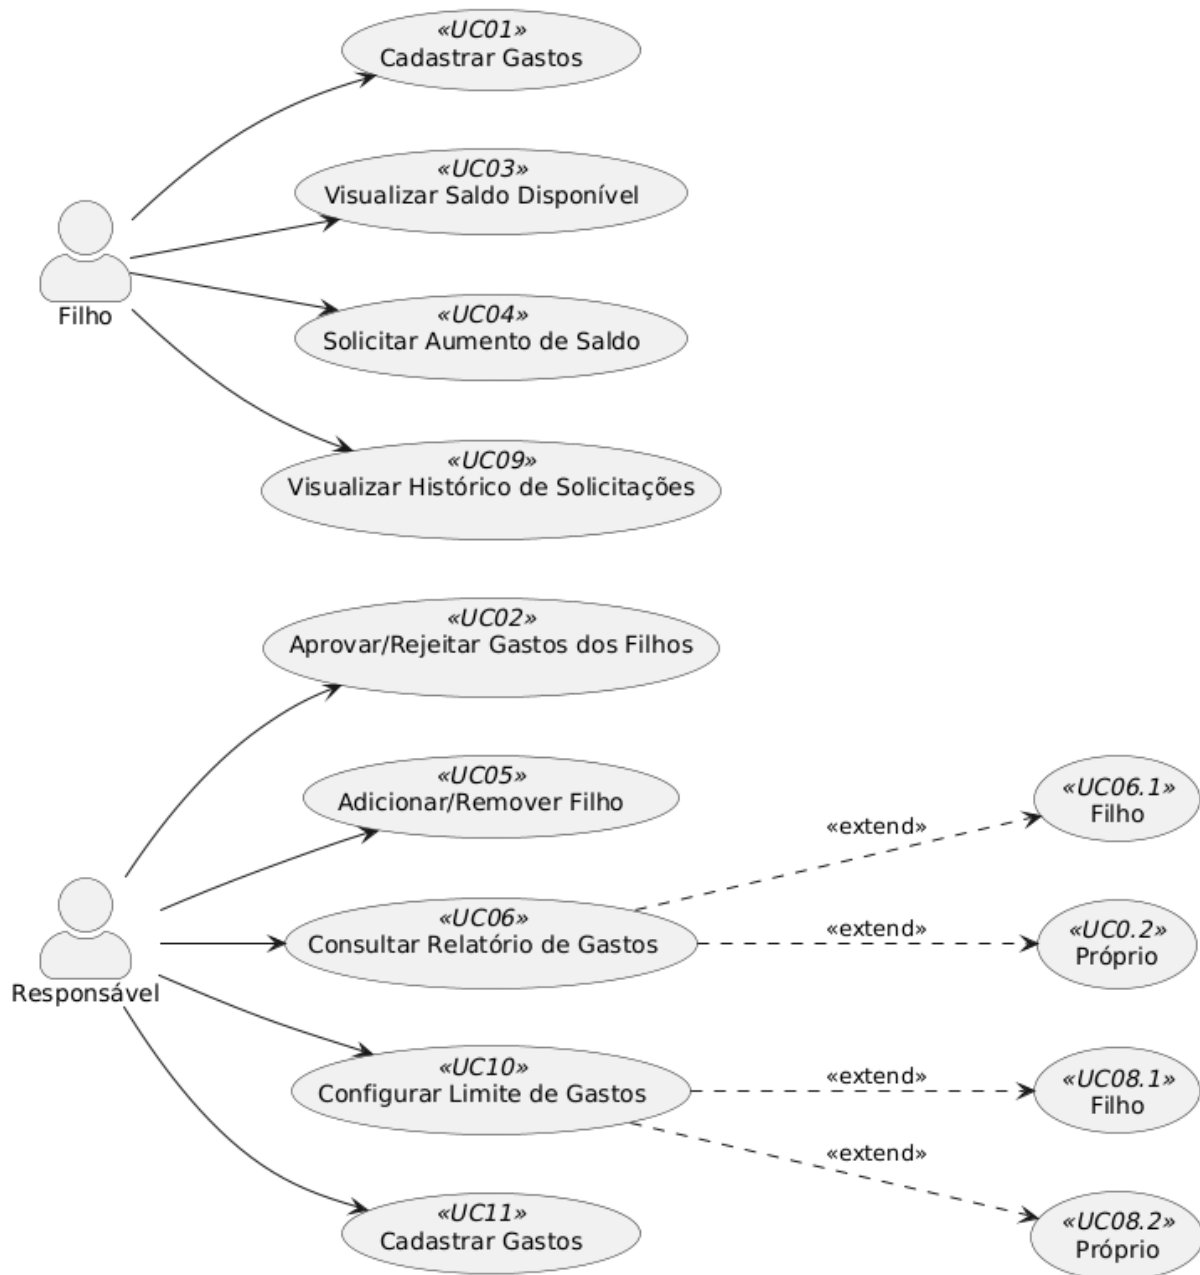 «UC01»
Cadastrar Gastos
«UC03»
Visualizar Saldo Disponível
Filho
«UC04»
Solicitar Aumento de Saldo
«UC09»
Visualizar Histórico de Solicitações
«UC02»
Aprovar/Rejeitar Gastos dos Filhos
«UC05»
Adicionar/Remover Filho
«UC06.1»
Filho
«extend»
Responsável
«UC06»
Consultar Relatório de Gastos
«extend»
«UC0.2»
Próprio
«UC10»
Configurar Limite de Gastos
«extend»
«UC08.1»
Filho
«extend»
«UC08.2»
Próprio
«UC11»
Cadastrar Gastos